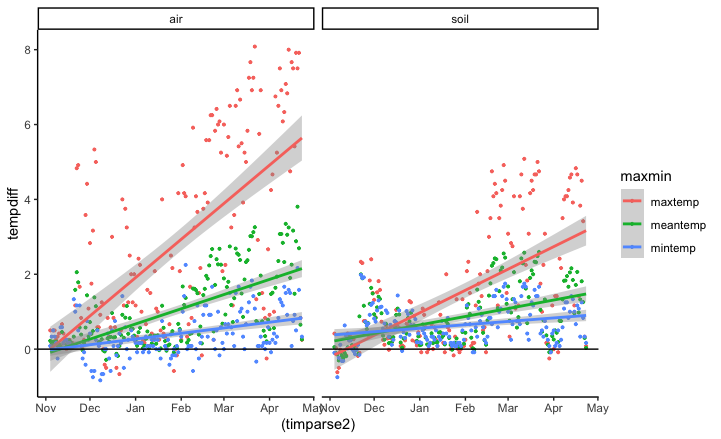 air
soil
8
6
4
2
0
tempdiff
Nov Dec Jan Feb Mar Apr May
Nov Dec Jan Feb Mar Apr May
(timparse2)
maxmin
maxtemp
meantemp
mintemp